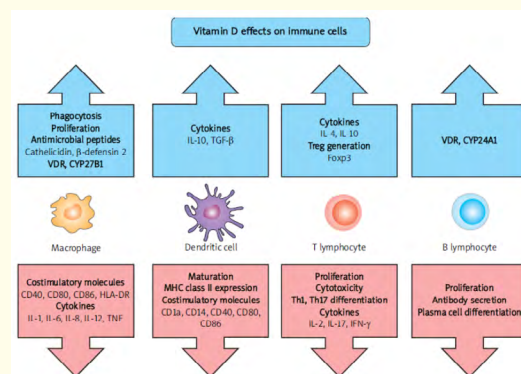 Vitamin D effects on immune cells
Phagocytosis
Proliferation
Antimicrobial peptides
Cathelicidin, β-defensin 2
VDR, CYP27B1
Cytokines
IL-10, TGF-β
Cytokines
IL 4, IL 10
Treg generation
Foxp3
VDR, CYP24A1
Macrophage
Dendritic cell
T lymphocyte
B lymphocyte
Costimulatory molecules
CD40, CD80, CD86, HLA-DR
Cytokines
IL-1, IL-6, IL-8, IL-12, TNF
Maturation
MHC class II expression
Costimulatory molecules
CD1a, CD14, CD40, CD80,
CD86
Proliferation
Cytotoxicity
Th1, Th17 differentiation
Cytokines
IL-2, IL-17, IFN-γ
Proliferation
Antibody secretion
Plasma cell differentiation